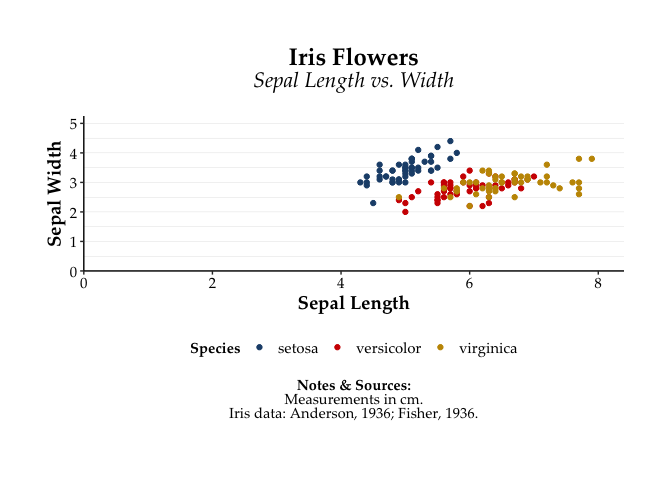 Iris Flowers
Sepal Length vs. Width
Sepal Width
5
4
3
2
1
0
0 2 4 6 8
Sepal Length
Species setosa versicolor virginica
Notes & Sources:
Measurements in cm.
Iris data: Anderson, 1936; Fisher, 1936.